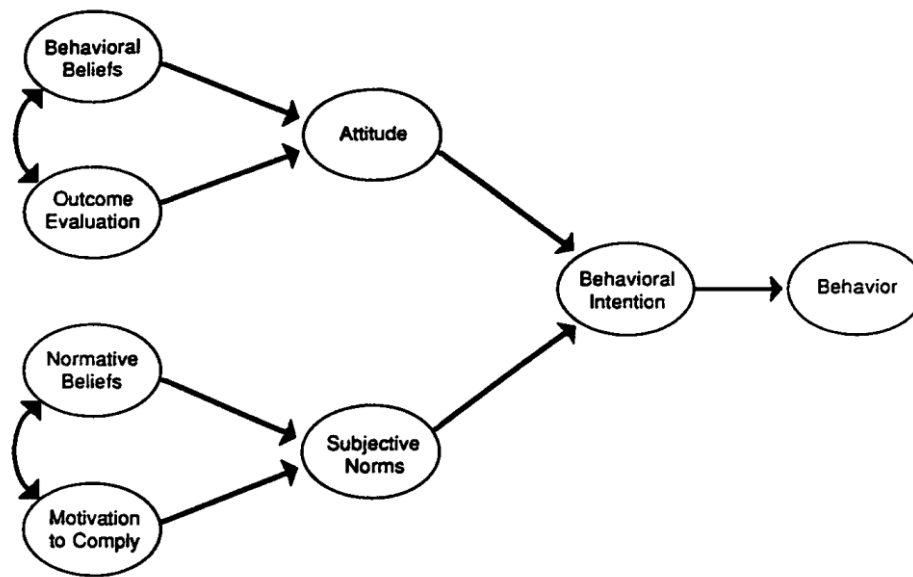 Behavioral
Beliefs
Outcome
Evaluation
Attitude
Normative
Beliefs
Motivation
to Comply
Subjective
Norms
Behavioral
Intention
Behavior